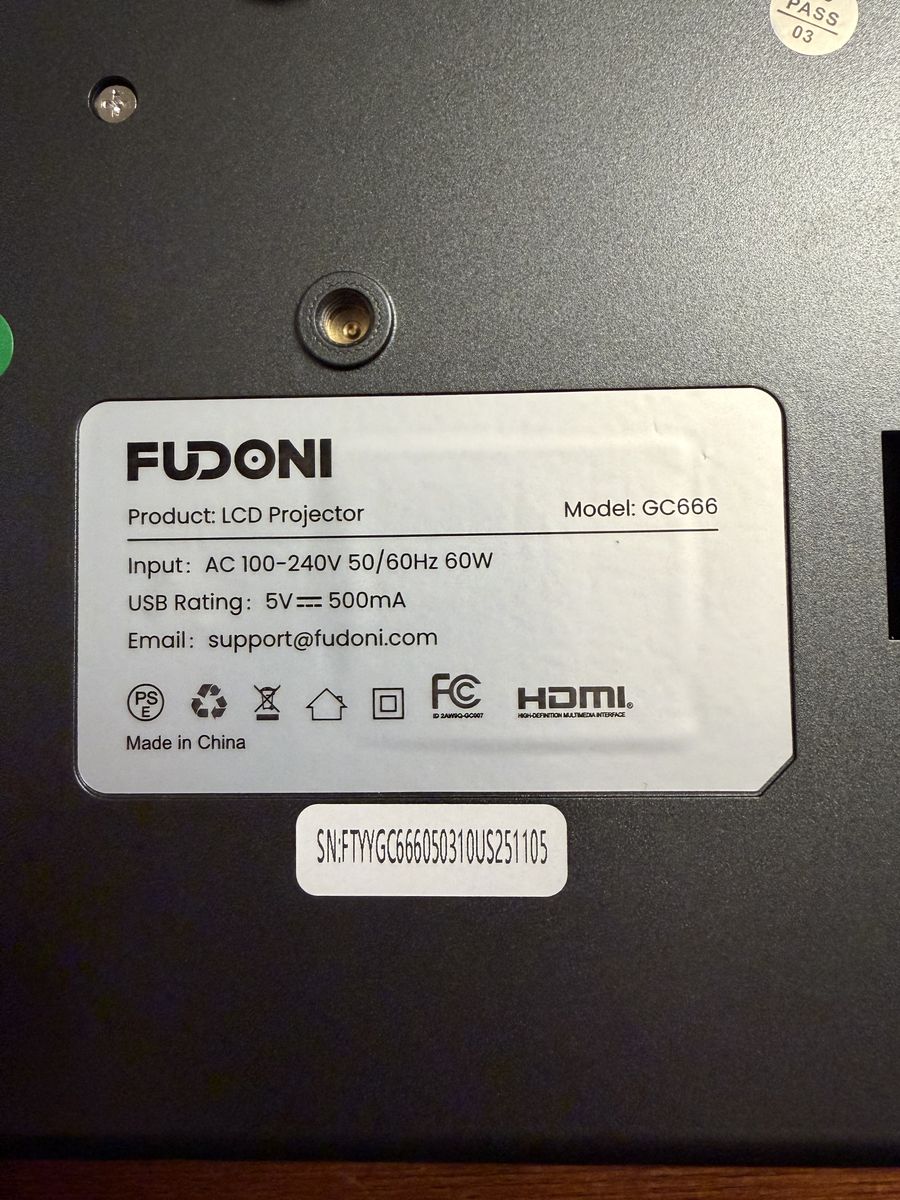 PASS
03
FUDONI
Product: LCD Projector
Model: GC666
Input: AC 100-240V 50/60Hz 60W
USB Rating: 5V⎓500mA
Email: support@fudoni.com
PS
E
FC
HDMI®
HIGH-DEFINITION MULTIMEDIA INTERFACE
Made in China
SN:FTYYGC666050310US251105